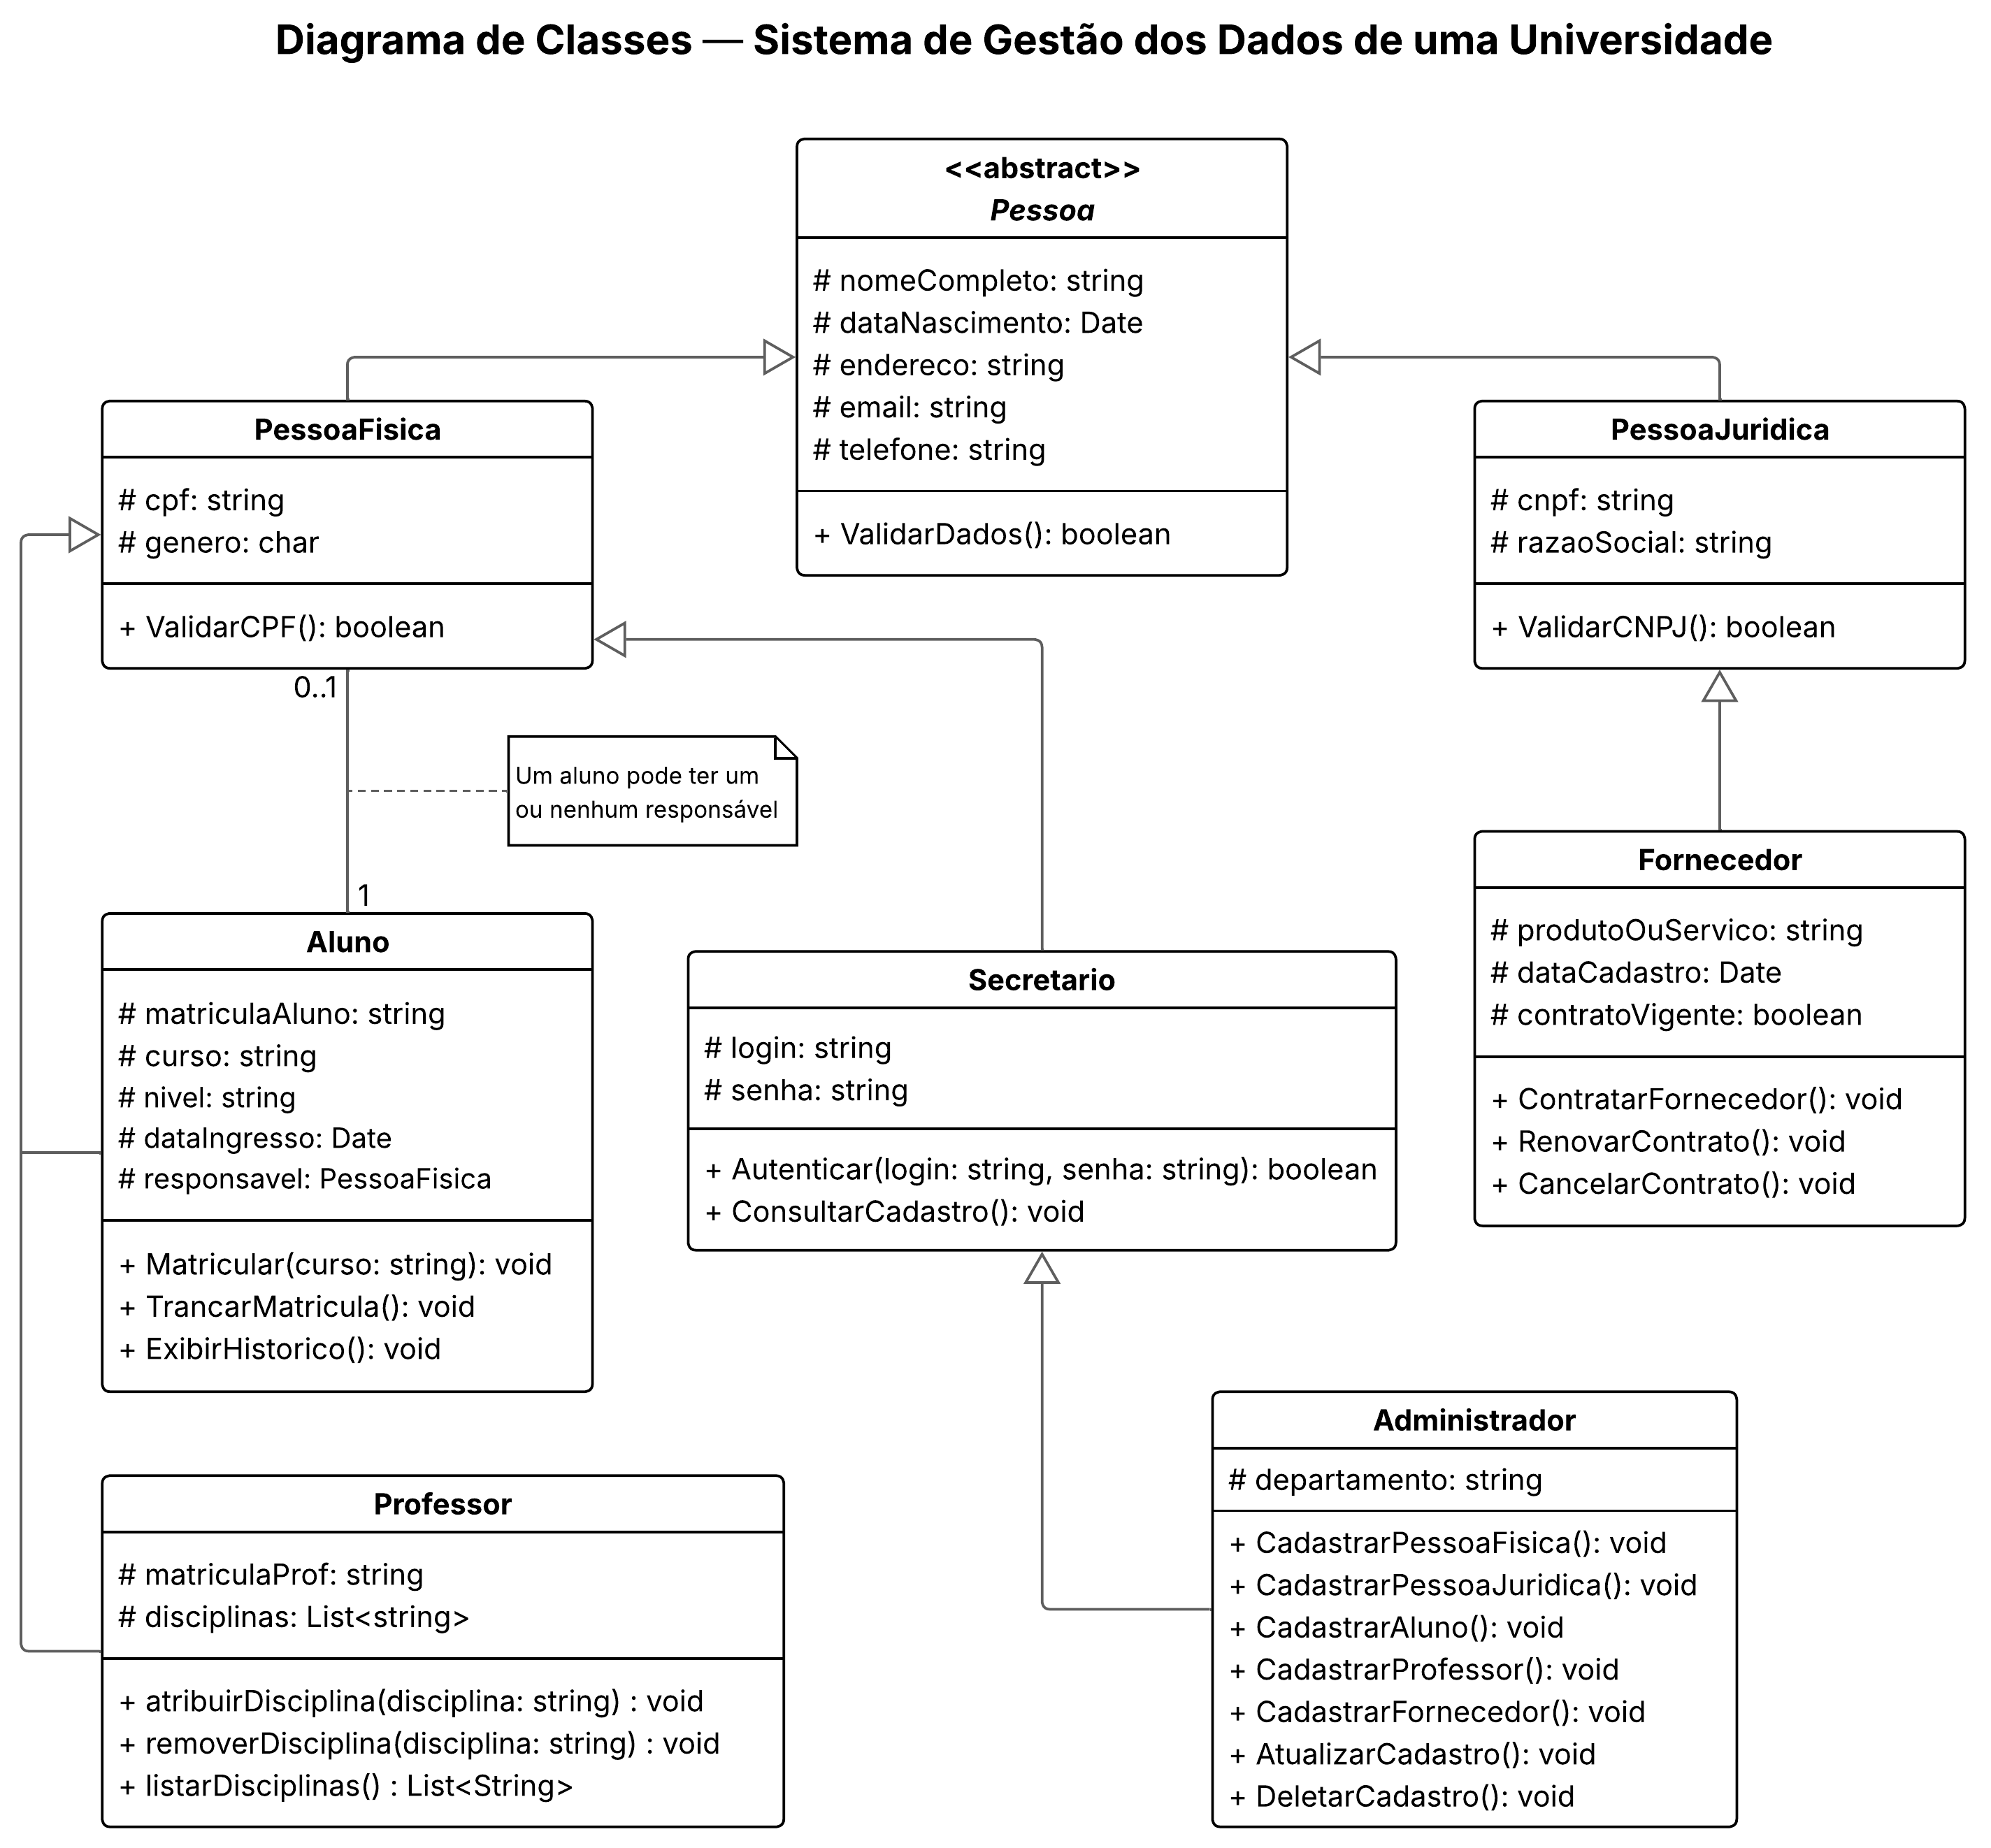 Diagrama de Classes — Sistema de Gestão dos Dados de uma Universidade
<<abstract>>
Pessoa
# nomeCompleto: string
# dataNascimento: Date
# endereco: string
# email: string
# telefone: string
+ ValidarDados(): boolean
PessoaFisica
# cpf: string
# genero: char
+ ValidarCPF(): boolean
PessoaJuridica
# cnpf: string
# razaoSocial: string
+ ValidarCNPJ(): boolean
0..1
Um aluno pode ter um
ou nenhum responsável
1
Aluno
# matriculaAluno: string
# curso: string
# nivel: string
# dataIngresso: Date
# responsavel: PessoaFisica
+ Matricular(curso: string): void
+ TrancarMatricula(): void
+ ExibirHistorico(): void
Secretario
# login: string
# senha: string
+ Autenticar(login: string, senha: string): boolean
+ ConsultarCadastro(): void
Fornecedor
# produtoOuServico: string
# dataCadastro: Date
# contratoVigente: boolean
+ ContratarFornecedor(): void
+ RenovarContrato(): void
+ CancelarContrato(): void
Professor
# matriculaProf: string
# disciplinas: List<string>
+ atribuirDisciplina(disciplina: string) : void
+ removerDisciplina(disciplina: string) : void
+ listarDisciplinas() : List<String>
Administrador
# departamento: string
+ CadastrarPessoaFisica(): void
+ CadastrarPessoaJuridica(): void
+ CadastrarAluno(): void
+ CadastrarProfessor(): void
+ CadastrarFornecedor(): void
+ AtualizarCadastro(): void
+ DeletarCadastro(): void